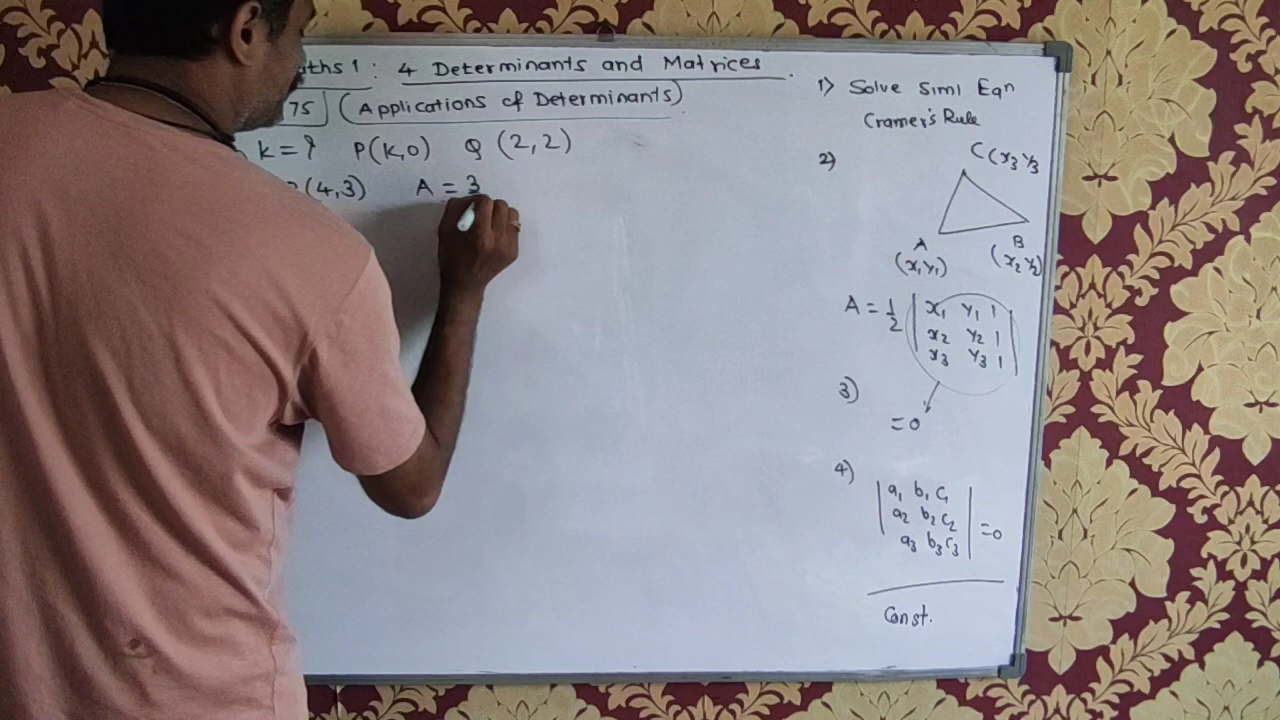 ths 1 : 4 Determinants and Matrices
75 (Applications of Determinants)
k = ? P(k,0) Q (2,2)
(4,3) A = 3
1) Solve Siml Eqn
Cramer's Rule
2)
C (x3 y3
A
(x1 y1)
B
(x2 y2)
A = 1/2 | x1 y1 1
x2 y2 1
x3 y3 1 |
3)
= 0
4)
| a1 b1 c1
a2 b2 c2
a3 b3 c3 | = 0
Const.